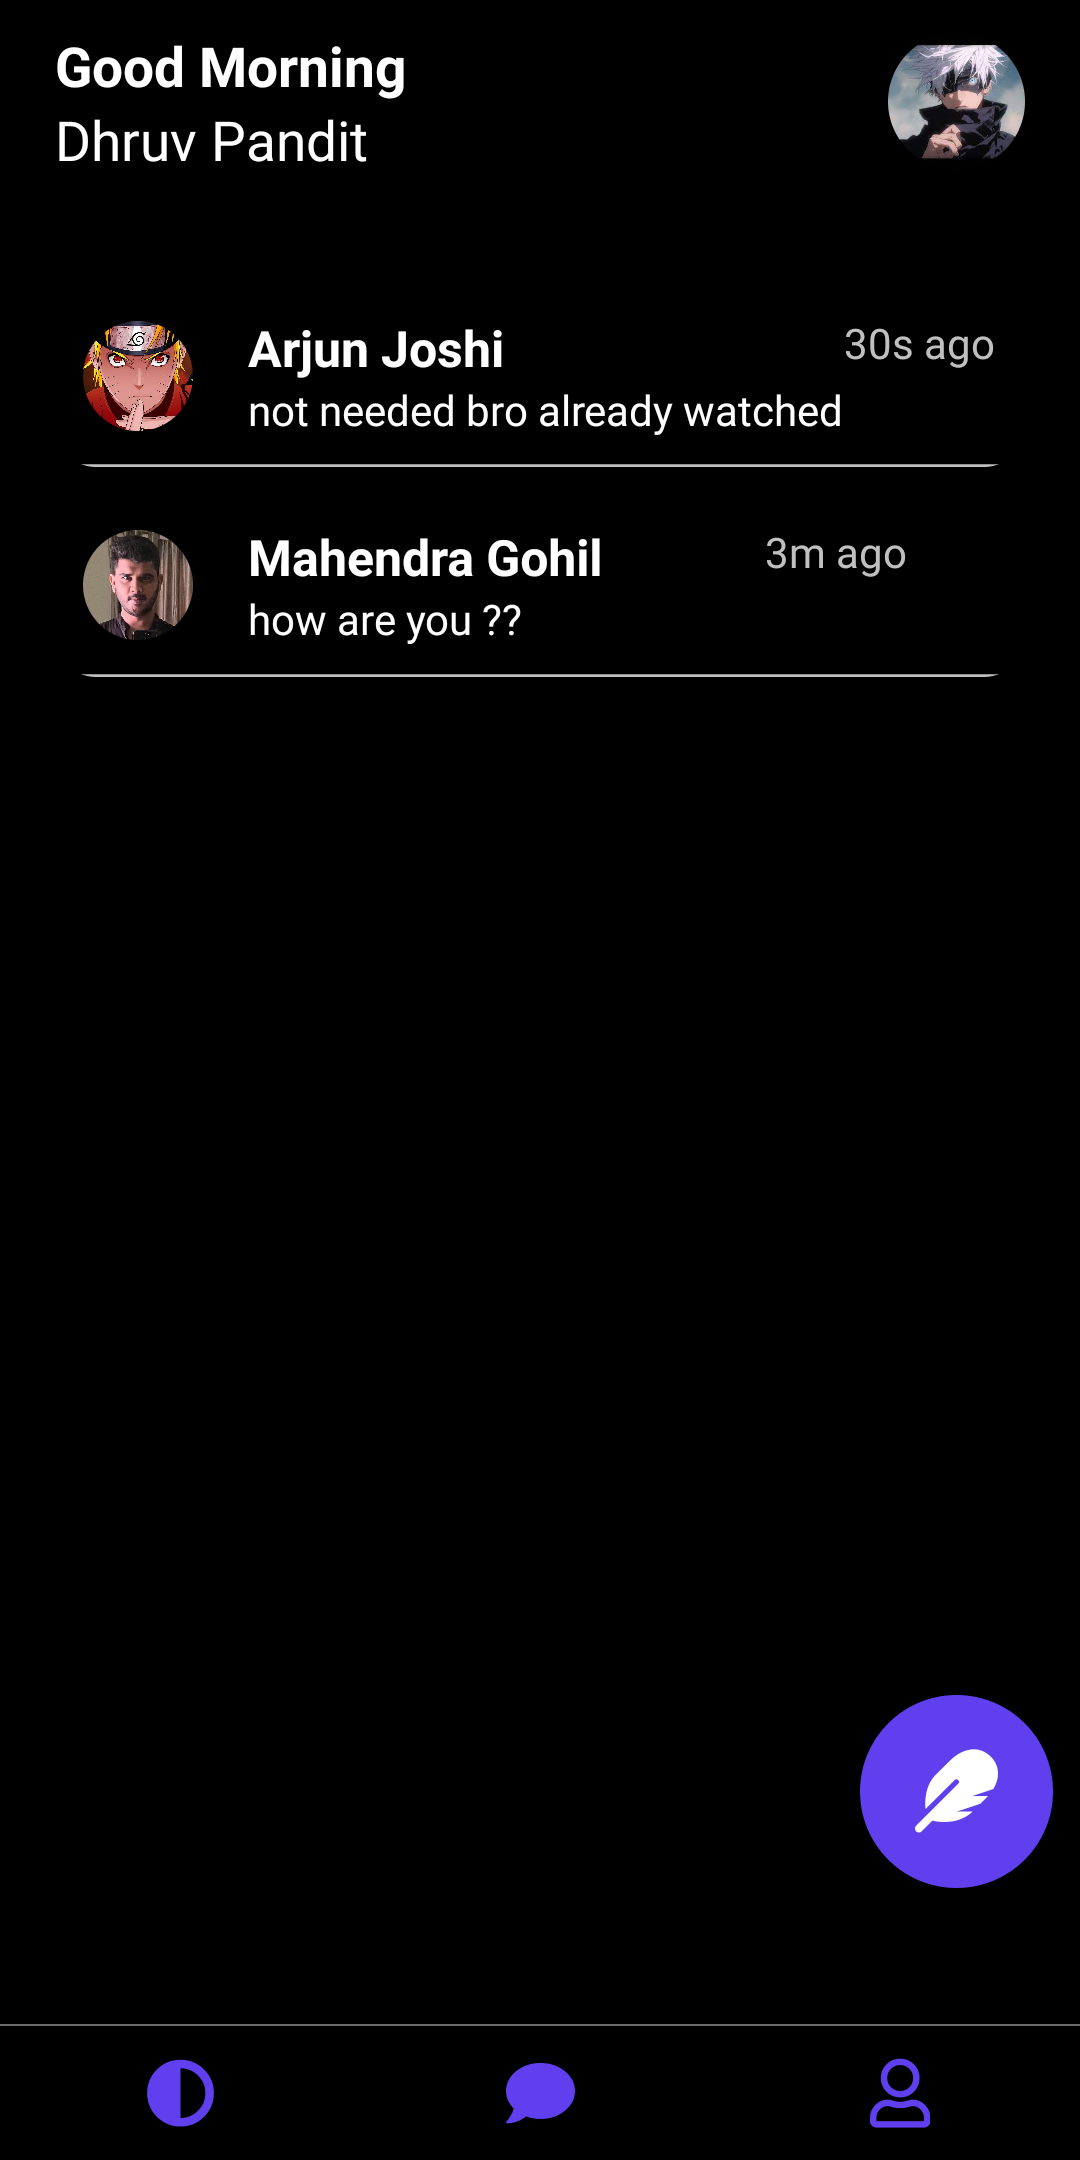 Good Morning
Dhruv Pandit
Arjun Joshi 30s ago
not needed bro already watched
Mahendra Gohil 3m ago
how are you ??